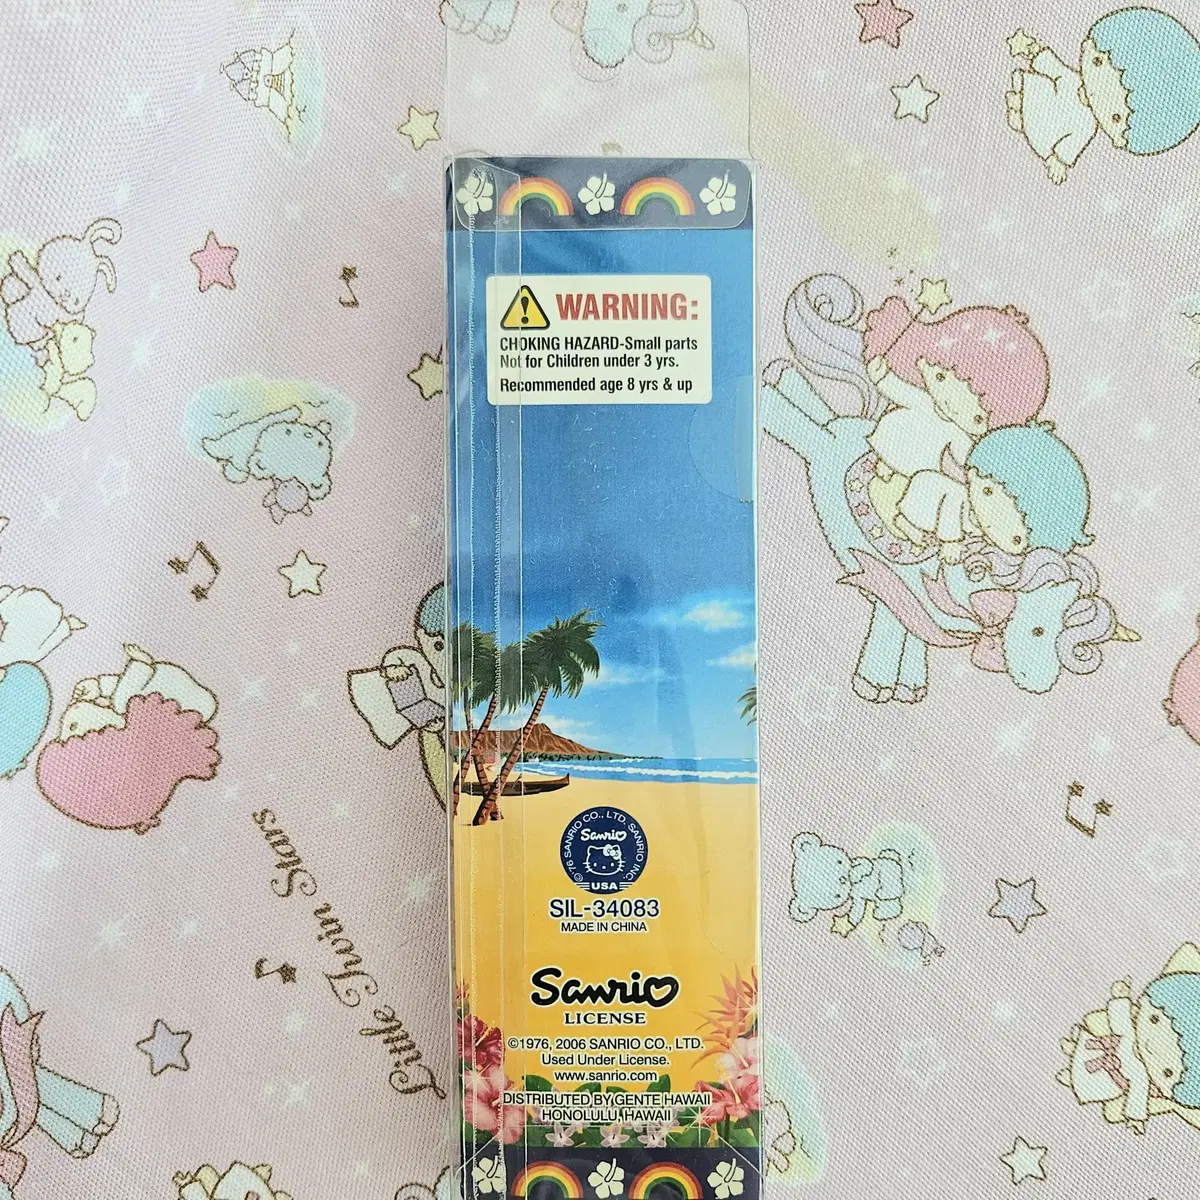 WARNING:
CHOKING HAZARD-Small parts
Not for Children under 3 yrs.
Recommended age 8 yrs & up
©'76 SANRIO CO., LTD. SANRIO INC.
Sanrio
USA
SIL-34083
MADE IN CHINA
Sanrio
LICENSE
©1976, 2006 SANRIO CO., LTD.
Used Under License.
www.sanrio.com
DISTRIBUTED BY GENTE HAWAII
HONOLULU, HAWAII
Little Twin Stars